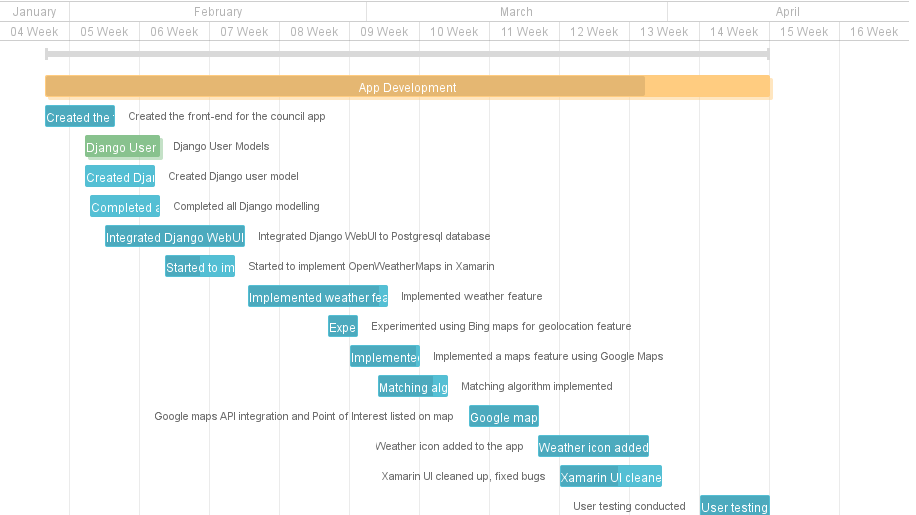 January February March April
04 Week 05 Week 06 Week 07 Week 08 Week 09 Week 10 Week 11 Week 12 Week 13 Week 14 Week 15 Week 16 Week
App Development
Created the Created the front-end for the council app
Django User Django User Models
Created Djan Created Django user model
Completed a Completed all Django modelling
Integrated Django WebUI Integrated Django WebUI to Postgresql database
Started to im Started to implement OpenWeatherMaps in Xamarin
Implemented weather fea Implemented weather feature
Expe Experimented using Bing maps for geolocation feature
Implemented Implemented a maps feature using Google Maps
Matching alg Matching algorithm implemented
Google maps API integration and Point of Interest listed on map Google map
Weather icon added to the app Weather icon added
Xamarin UI cleaned up, fixed bugs Xamarin UI cleane
User testing conducted User testing